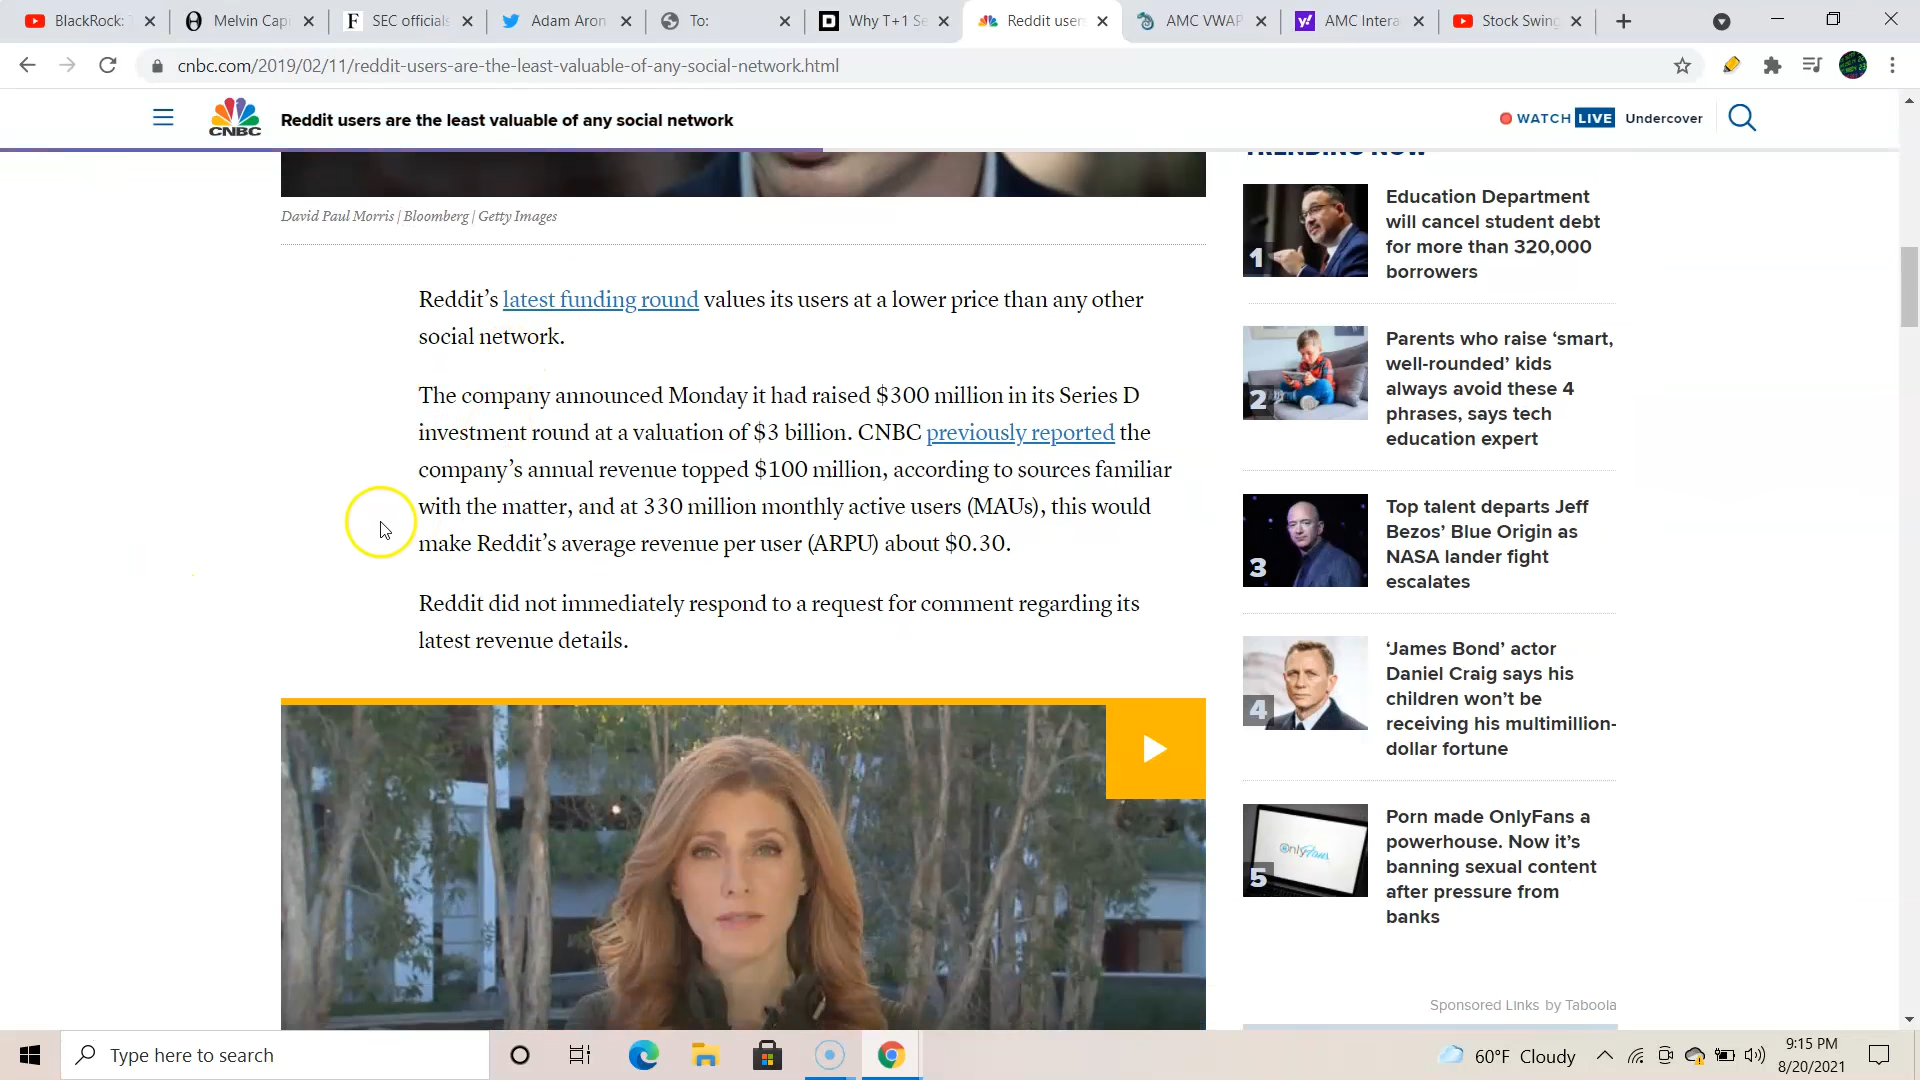 BlackRock: T
Melvin Cap
SEC officials
Adam Aron
To:
Why T+1 Se
Reddit user
AMC VWAP
AMC Intera
Stock Swing
cnbc.com/2019/02/11/reddit-users-are-the-least-valuable-of-any-social-network.html
CNBC
Reddit users are the least valuable of any social network
WATCH LIVE Undercover
TRENDING NOW
David Paul Morris | Bloomberg | Getty Images
Reddit’s latest funding round values its users at a lower price than any other
social network.
The company announced Monday it had raised $300 million in its Series D
investment round at a valuation of $3 billion. CNBC previously reported the
company’s annual revenue topped $100 million, according to sources familiar
with the matter, and at 330 million monthly active users (MAUs), this would
make Reddit’s average revenue per user (ARPU) about $0.30.
Reddit did not immediately respond to a request for comment regarding its
latest revenue details.
1
Education Department
will cancel student debt
for more than 320,000
borrowers
2
Parents who raise ‘smart,
well-rounded’ kids
always avoid these 4
phrases, says tech
education expert
3
Top talent departs Jeff
Bezos’ Blue Origin as
NASA lander fight
escalates
4
‘James Bond’ actor
Daniel Craig says his
children won’t be
receiving his multimillion-
dollar fortune
OnlyFans
5
Porn made OnlyFans a
powerhouse. Now it’s
banning sexual content
after pressure from
banks
Sponsored Links by Taboola
Type here to search
60°F Cloudy
9:15 PM
8/20/2021